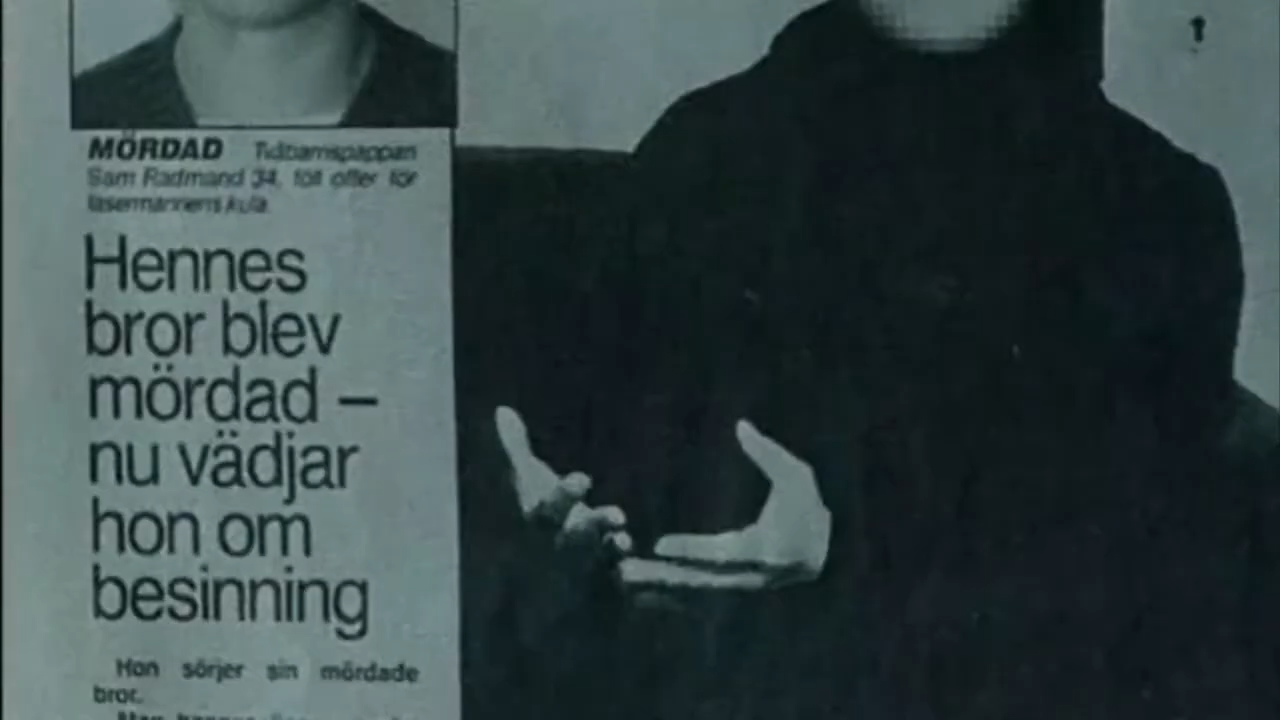 MÖRDAD Tvåbarnspappan
Sam Radmand 34, föll offer för
lasermannens kula.
Hennes
bror blev
mördad –
nu vädjar
hon om
besinning
Hon sörjer sin mördade
bror.